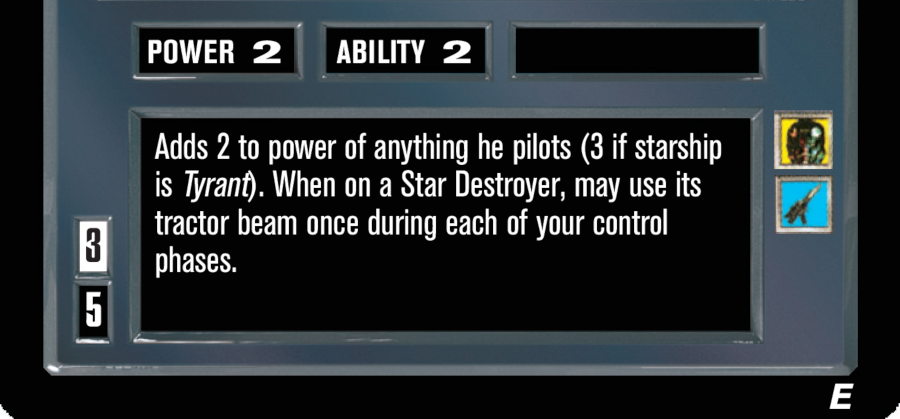 POWER 2 ABILITY 2
Adds 2 to power of anything he pilots (3 if starship
is Tyrant). When on a Star Destroyer, may use its
tractor beam once during each of your control
phases.
3
5
E